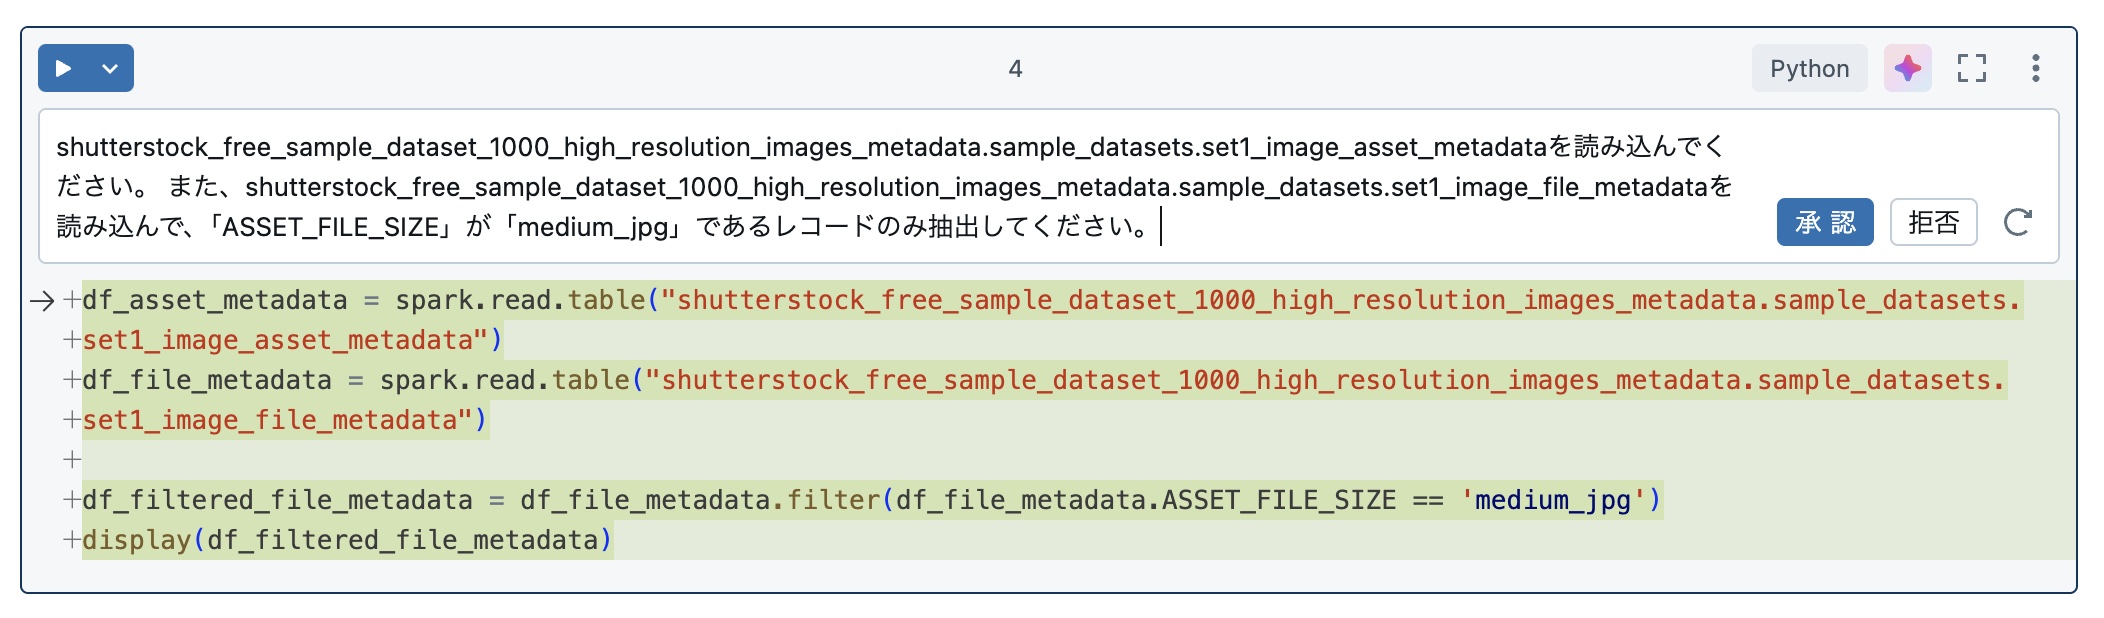 4
Python
shutterstock_free_sample_dataset_1000_high_resolution_images_metadata.sample_datasets.set1_image_asset_metadataを読み込んでく
ださい。 また、shutterstock_free_sample_dataset_1000_high_resolution_images_metadata.sample_datasets.set1_image_file_metadataを
読み込んで、「ASSET_FILE_SIZE」が「medium_jpg」であるレコードのみ抽出してください。
承認
拒否
+df_asset_metadata = spark.read.table("shutterstock_free_sample_dataset_1000_high_resolution_images_metadata.sample_datasets.
+set1_image_asset_metadata")
+df_file_metadata = spark.read.table("shutterstock_free_sample_dataset_1000_high_resolution_images_metadata.sample_datasets.
+set1_image_file_metadata")
+
+df_filtered_file_metadata = df_file_metadata.filter(df_file_metadata.ASSET_FILE_SIZE == 'medium_jpg')
+display(df_filtered_file_metadata)